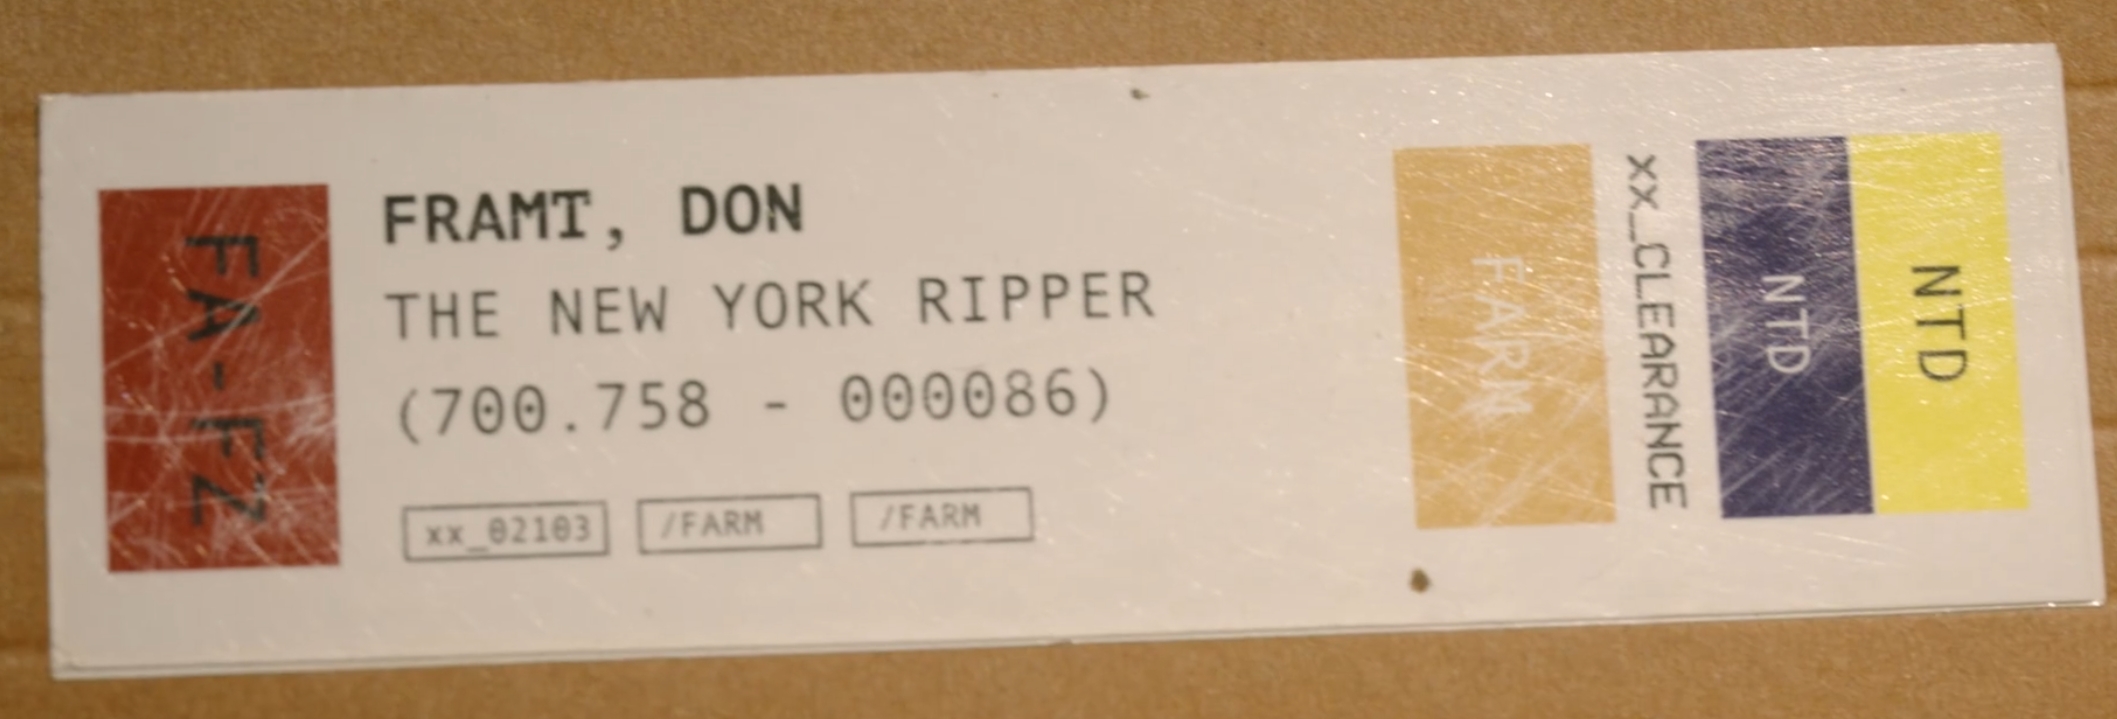 FA-FZ
FRAMT, DON
THE NEW YORK RIPPER
(700.758 - 000086)
xx_02103 /FARM /FARM
FARM
xx_CLEARANCE
NTD
NTD